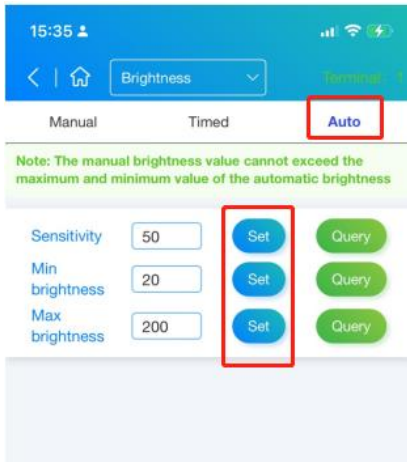 15:35
Brightness
Terminal: 1
Manual Timed Auto
Note: The manual brightness value cannot exceed the
maximum and minimum value of the automatic brightness
Sensitivity 50 Set Query
Min
brightness 20 Set Query
Max
brightness 200 Set Query